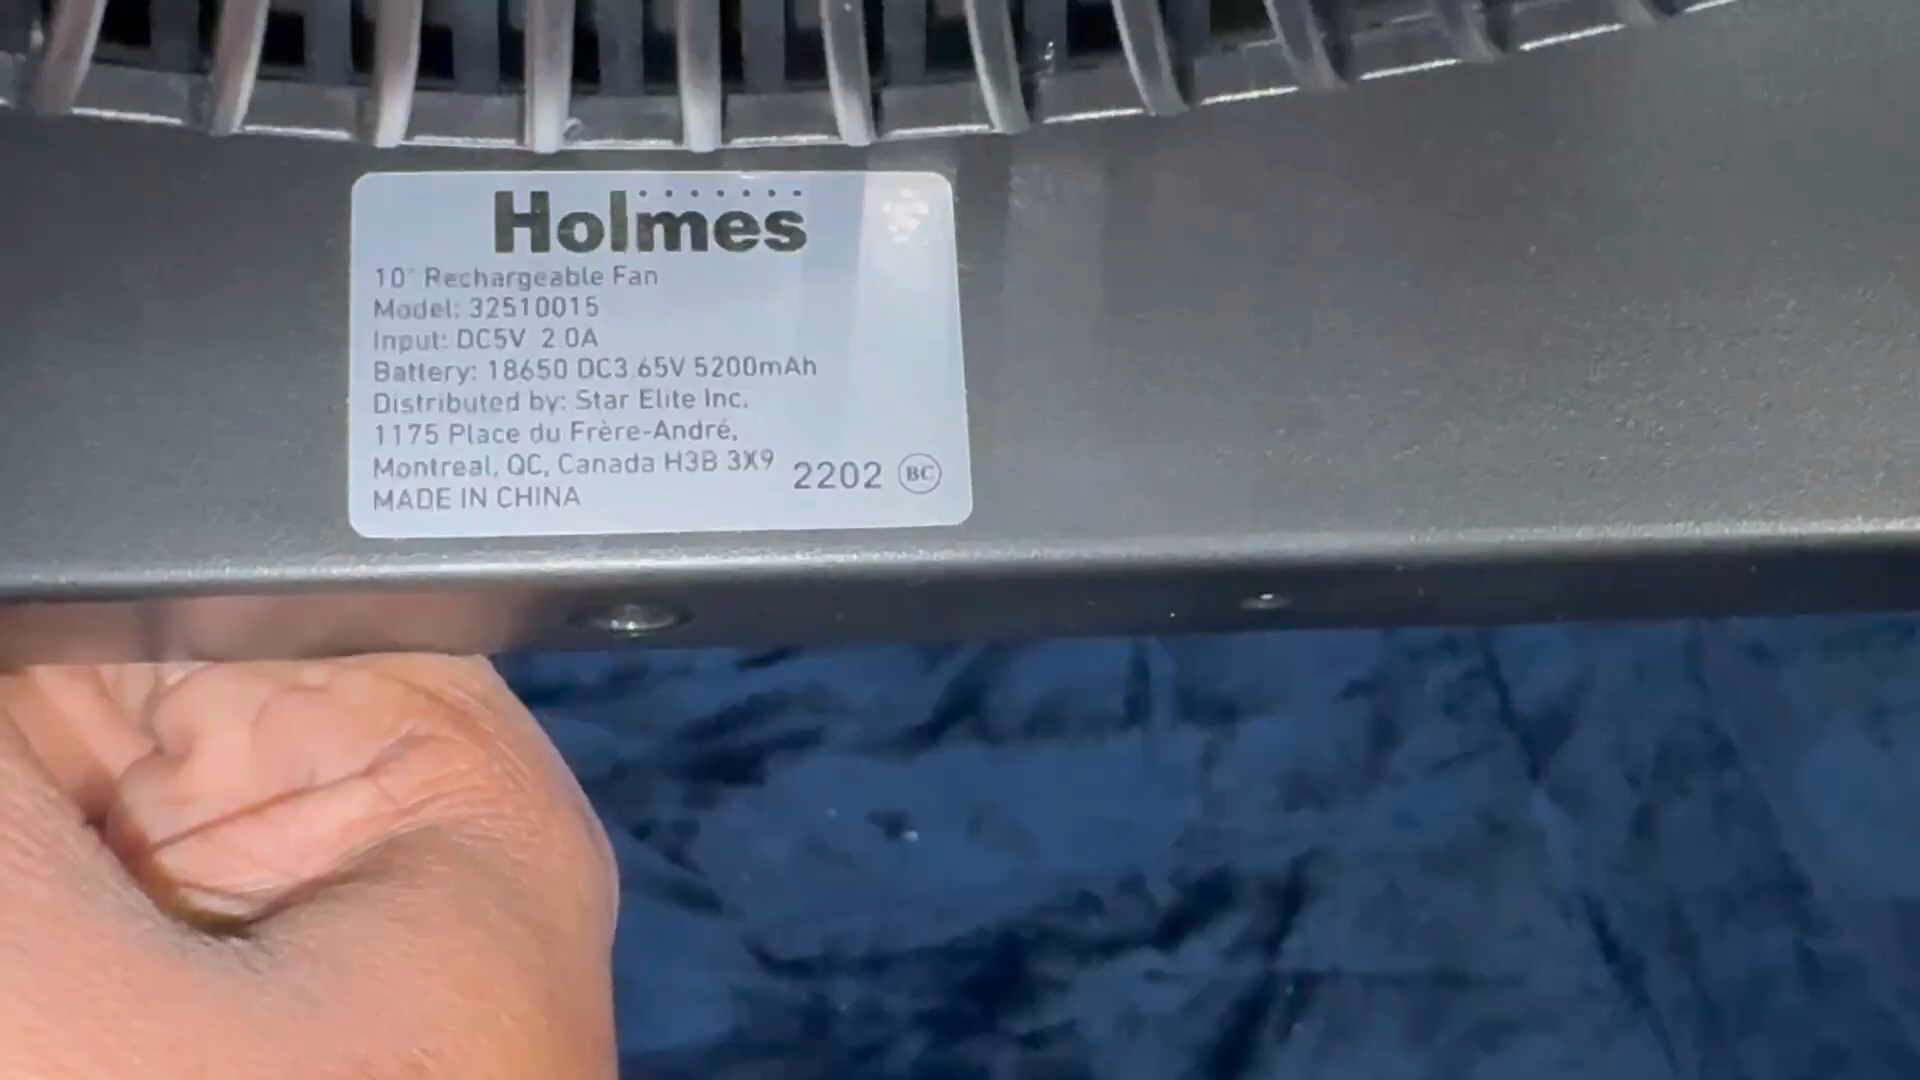 Holmes
10" Rechargeable Fan
Model: 32510015
Input: DC5V 2.0A
Battery: 18650 DC3.65V 5200mAh
Distributed by: Star Elite Inc.
1175 Place du Frère-André,
Montreal, QC, Canada H3B 3X9
MADE IN CHINA
2202 BC